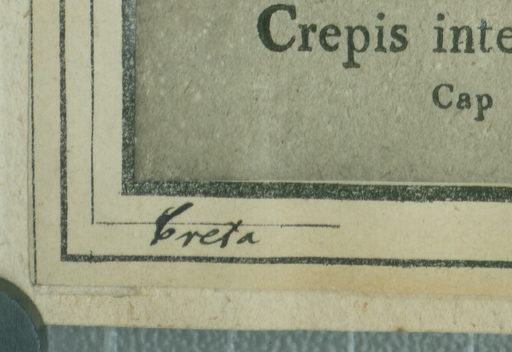 Crepis inte
Cap
Creta